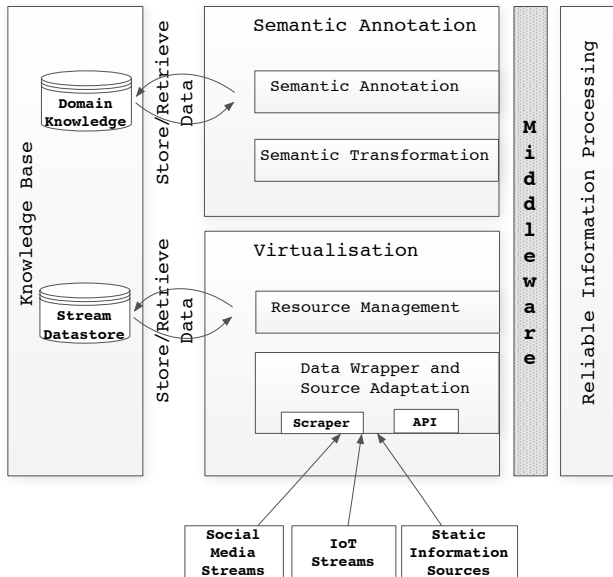 Knowledge Base
Domain
Knowledge
Stream
Datastore
Store/Retrieve
Data
Store/Retrieve
Data
Semantic Annotation
Semantic Annotation
Semantic Transformation
Virtualisation
Resource Management
Data Wrapper and
Source Adaptation
Scraper
API
Middleware
Reliable Information Processing
Social
Media
Streams
IoT
Streams
Static
Information
Sources